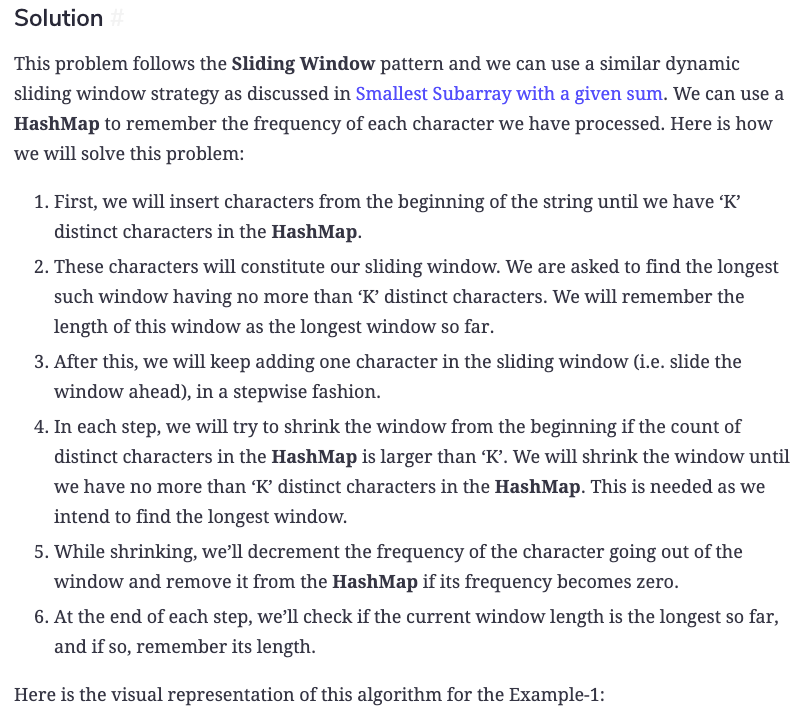 Solution #
This problem follows the Sliding Window pattern and we can use a similar dynamic
sliding window strategy as discussed in Smallest Subarray with a given sum. We can use a
HashMap to remember the frequency of each character we have processed. Here is how
we will solve this problem:
1. First, we will insert characters from the beginning of the string until we have ‘K’
distinct characters in the HashMap.
2. These characters will constitute our sliding window. We are asked to find the longest
such window having no more than ‘K’ distinct characters. We will remember the
length of this window as the longest window so far.
3. After this, we will keep adding one character in the sliding window (i.e. slide the
window ahead), in a stepwise fashion.
4. In each step, we will try to shrink the window from the beginning if the count of
distinct characters in the HashMap is larger than ‘K’. We will shrink the window until
we have no more than ‘K’ distinct characters in the HashMap. This is needed as we
intend to find the longest window.
5. While shrinking, we’ll decrement the frequency of the character going out of the
window and remove it from the HashMap if its frequency becomes zero.
6. At the end of each step, we’ll check if the current window length is the longest so far,
and if so, remember its length.
Here is the visual representation of this algorithm for the Example-1: